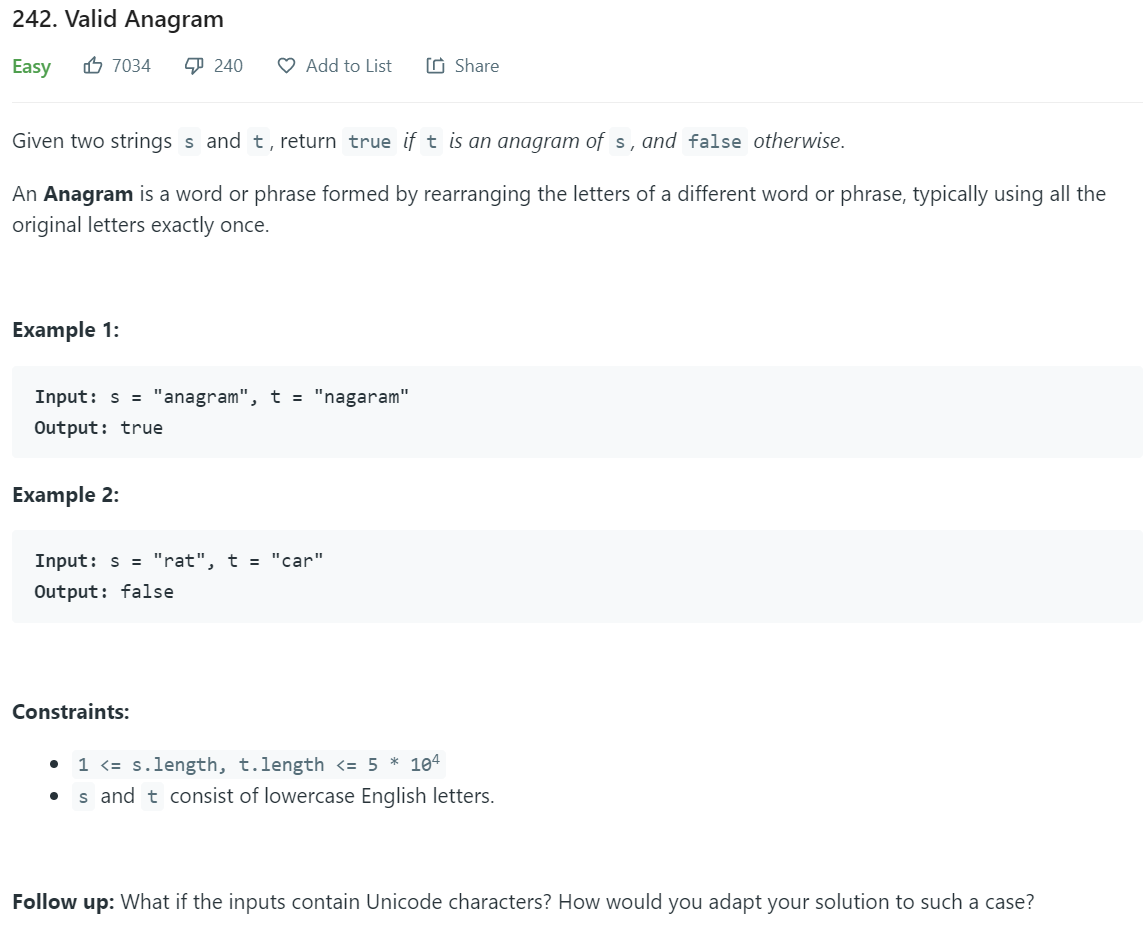 242. Valid Anagram
Easy 7034 240 Add to List Share
Given two strings s and t, return true if t is an anagram of s, and false otherwise.
An Anagram is a word or phrase formed by rearranging the letters of a different word or phrase, typically using all the
original letters exactly once.
Example 1:
Input: s = "anagram", t = "nagaram"
Output: true
Example 2:
Input: s = "rat", t = "car"
Output: false
Constraints:
• 1 <= s.length, t.length <= 5 * 10⁴
• s and t consist of lowercase English letters.
Follow up: What if the inputs contain Unicode characters? How would you adapt your solution to such a case?